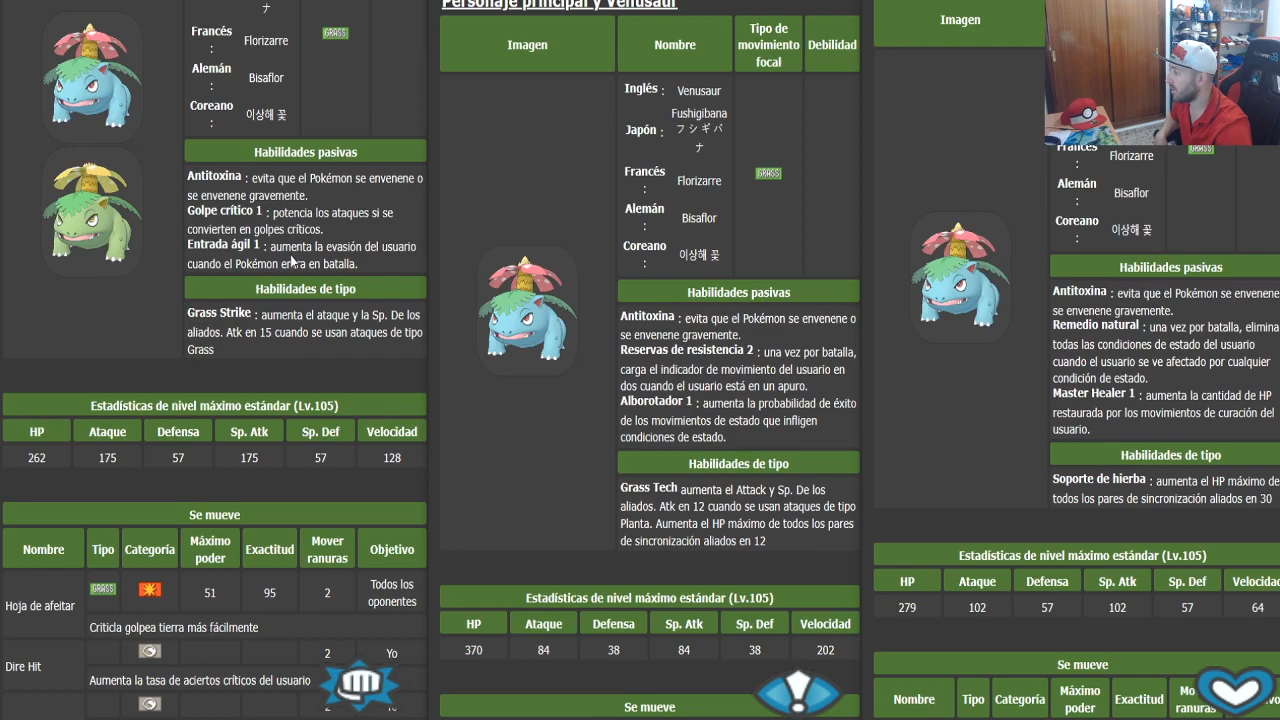 ナ
Francés :
Florizarre
GRASS
Alemán :
Bisaflor
Coreano :
이상해 꽃
Habilidades pasivas
Antitoxina : evita que el Pokémon se envenene o
se envenene gravemente.
Golpe crítico 1 : potencia los ataques si se
convierten en golpes críticos.
Entrada ágil 1 : aumenta la evasión del usuario
cuando el Pokémon entra en batalla.
Habilidades de tipo
Grass Strike : aumenta el ataque y la Sp. De los
aliados. Atk en 15 cuando se usan ataques de tipo
Grass
Estadísticas de nivel máximo estándar (Lv.105)
HP Ataque Defensa Sp. Atk Sp. Def Velocidad
262 175 57 175 57 128
Se mueve
Nombre Tipo Categoría Máximo poder Exactitud Mover ranuras Objetivo
Hoja de afeitar GRASS 51 95 2 Todos los oponentes
Criticla golpea tierra más fácilmente
Dire Hit 2 Yo
Aumenta la tasa de aciertos críticos del usuario
Personaje principal y Venusaur
Imagen Nombre Tipo de movimiento focal Debilidad
Inglés : Venusaur
Japón : Fushigibana
フシギバ
ナ
Francés :
Florizarre
GRASS
Alemán :
Bisaflor
Coreano :
이상해 꽃
Habilidades pasivas
Antitoxina : evita que el Pokémon se envenene o
se envenene gravemente.
Reservas de resistencia 2 : una vez por batalla,
carga el indicador de movimiento del usuario en
dos cuando el usuario está en un apuro.
Alborotador 1 : aumenta la probabilidad de éxito
de los movimientos de estado que infligen
condiciones de estado.
Habilidades de tipo
Grass Tech aumenta el Attack y Sp. De los
aliados. Atk en 12 cuando se usan ataques de tipo
Planta. Aumenta el HP máximo de todos los pares
de sincronización aliados en 12
Estadísticas de nivel máximo estándar (Lv.105)
HP Ataque Defensa Sp. Atk Sp. Def Velocidad
370 84 38 84 38 202
Se mueve
Imagen
Francés :
Florizarre
GRASS
Alemán :
Bisaflor
Coreano :
이상해 꽃
Habilidades pasivas
Antitoxina : evita que el Pokémon se envenene
se envenene gravemente.
Remedio natural : una vez por batalla, elimina
todas las condiciones de estado del usuario
cuando el usuario se ve afectado por cualquier
condición de estado.
Master Healer 1 : aumenta la cantidad de HP
restaurada por los movimientos de curación del
usuario.
Habilidades de tipo
Soporte de hierba : aumenta el HP máximo de
todos los pares de sincronización aliados en 30
Estadísticas de nivel máximo estándar (Lv.105)
HP Ataque Defensa Sp. Atk Sp. Def Velocidad
279 102 57 102 57 64
Se mueve
Nombre Tipo Categoría Máximo poder Exactitud